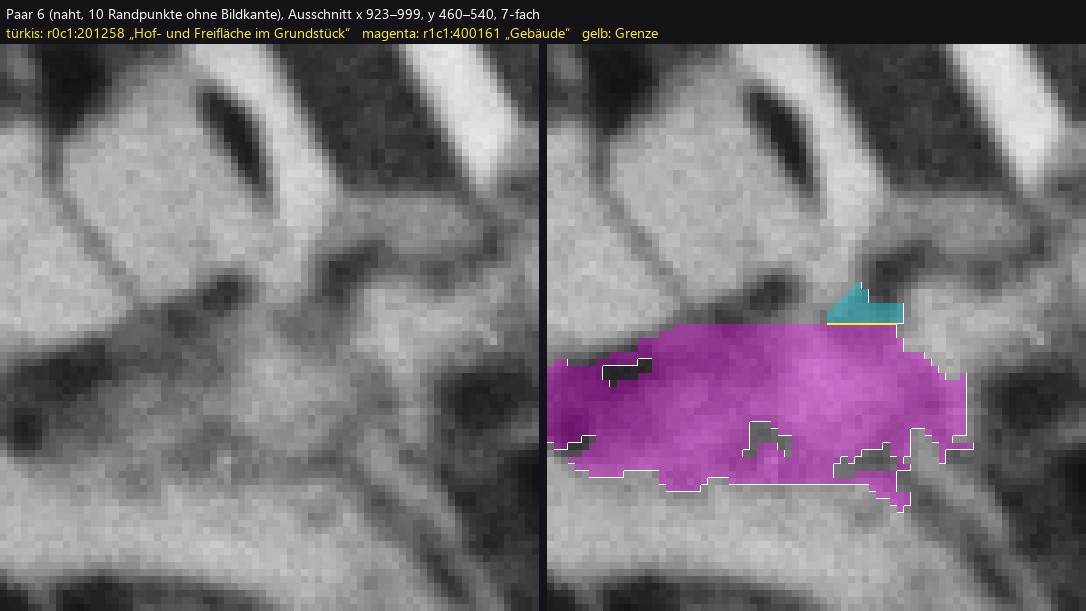 Paar 6 (naht, 10 Randpunkte ohne Bildkante), Ausschnitt x 923–999, y 460–540, 7-fach
türkis: r0c1:201258 „Hof- und Freifläche im Grundstück“ magenta: r1c1:400161 „Gebäude“ gelb: Grenze